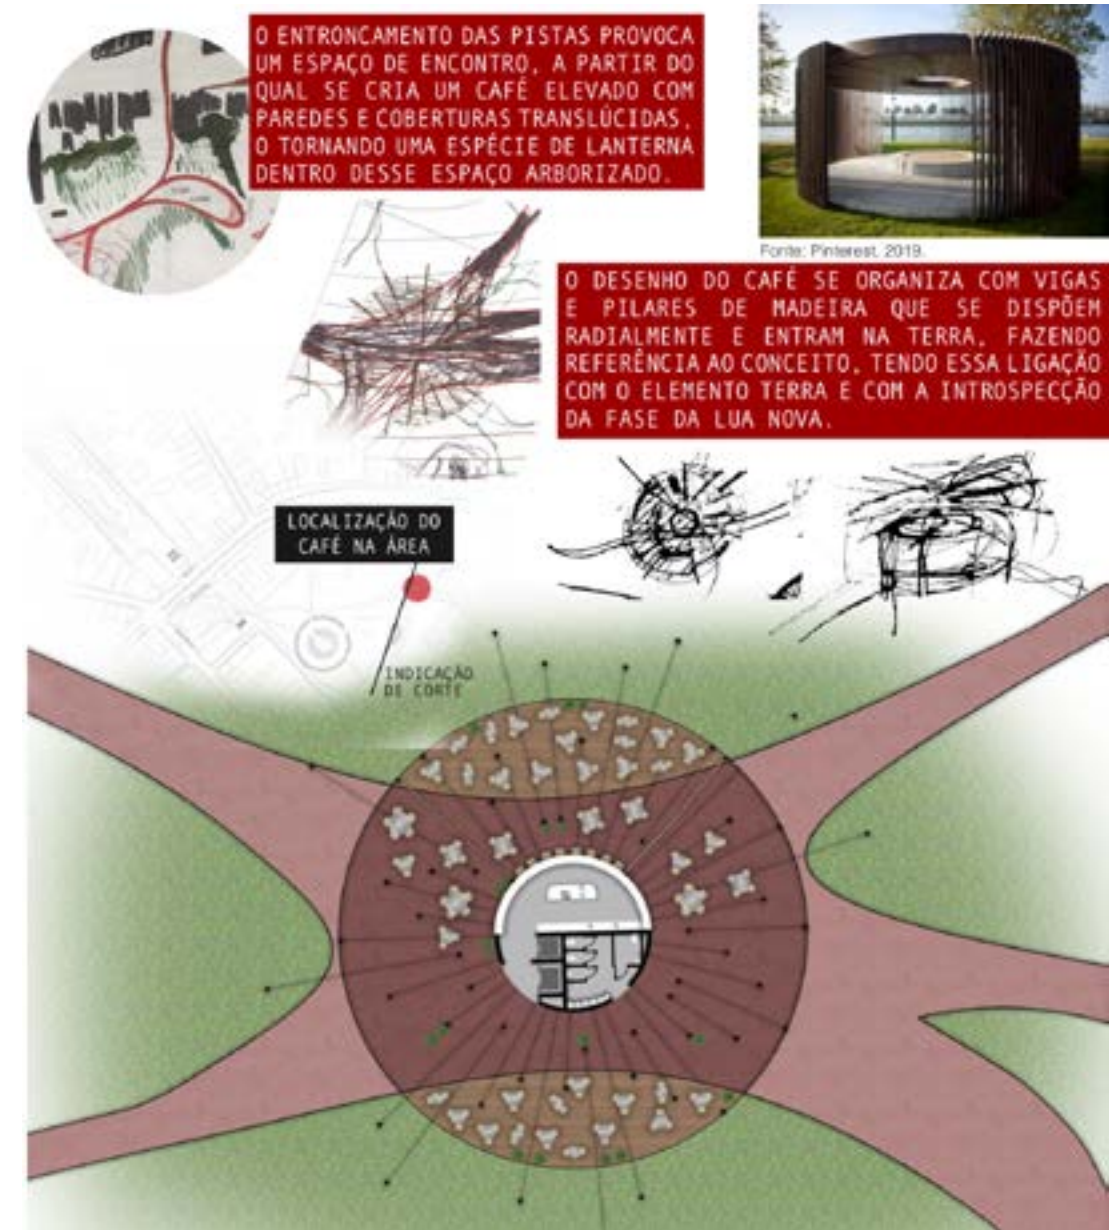 O ENTRONCAMENTO DAS PISTAS PROVOCA
UM ESPAÇO DE ENCONTRO, A PARTIR DO
QUAL SE CRIA UM CAFÉ ELEVADO COM
PAREDES E COBERTURAS TRANSLÚCIDAS,
O TORNANDO UMA ESPÉCIE DE LANTERNA
DENTRO DESSE ESPAÇO ARBORIZADO.
Fonte: Pinterest, 2019.
O DESENHO DO CAFÉ SE ORGANIZA COM VIGAS
E PILARES DE MADEIRA QUE SE DISPÕEM
RADIALMENTE E ENTRAM NA TERRA, FAZENDO
REFERÊNCIA AO CONCEITO, TENDO ESSA LIGAÇÃO
COM O ELEMENTO TERRA E COM A INTROSPECÇÃO
DA FASE DA LUA NOVA.
LOCALIZAÇÃO DO
CAFÉ NA ÁREA
INDICAÇÃO
DE CORTE